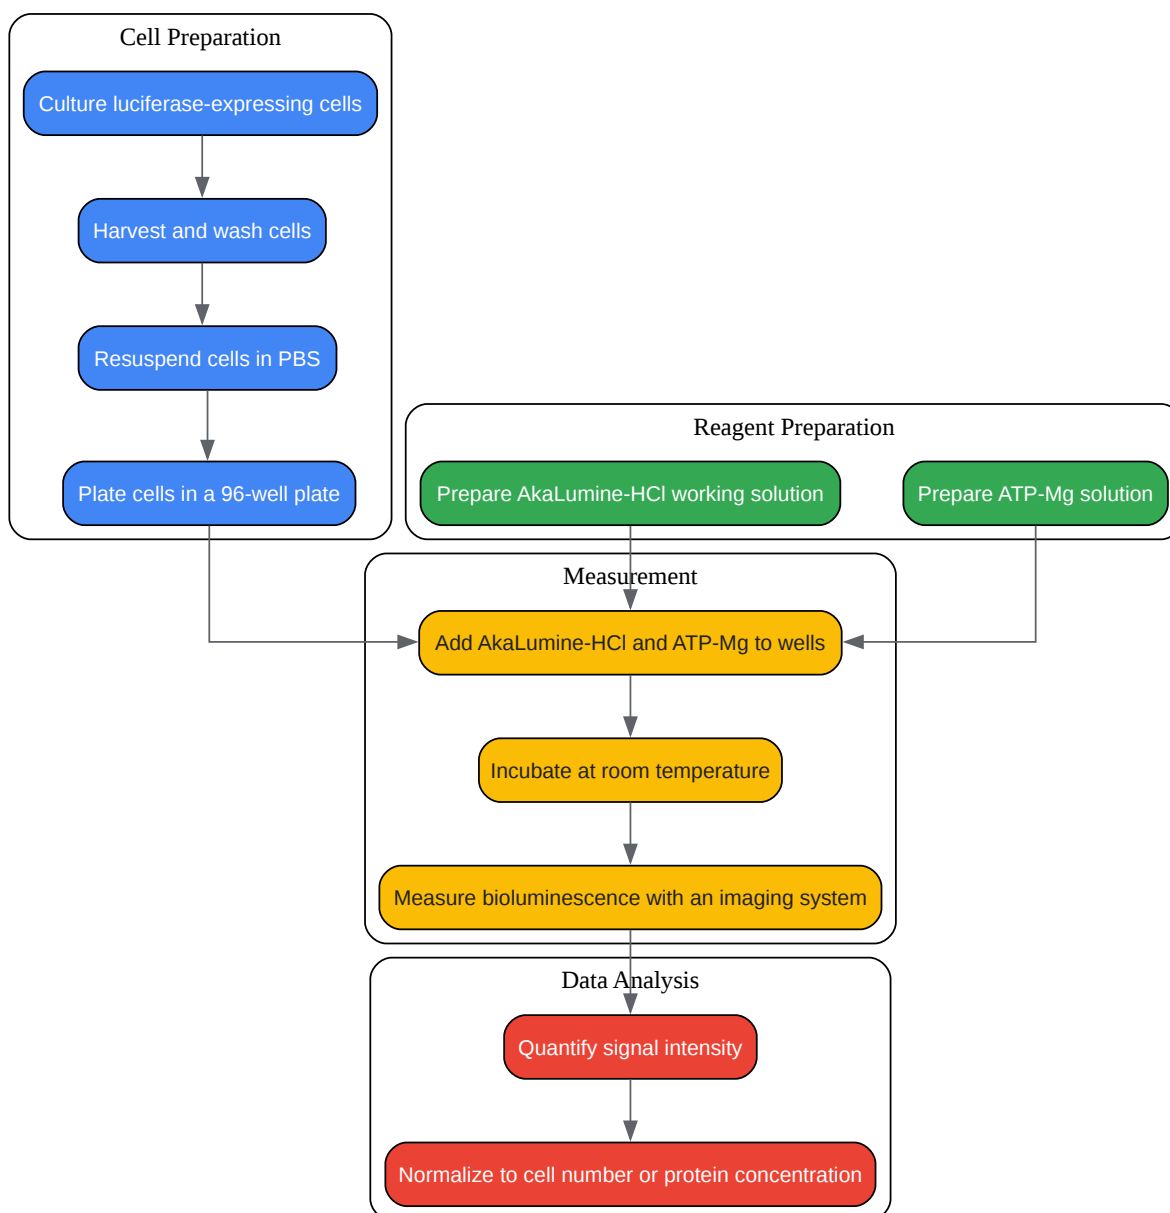 Cell Preparation
Culture luciferase-expressing cells
Harvest and wash cells
Resuspend cells in PBS
Plate cells in a 96-well plate
Reagent Preparation
Prepare AkaLumine-HCl working solution
Prepare ATP-Mg solution
Measurement
Add AkaLumine-HCl and ATP-Mg to wells
Incubate at room temperature
Measure bioluminescence with an imaging system
Data Analysis
Quantify signal intensity
Normalize to cell number or protein concentration